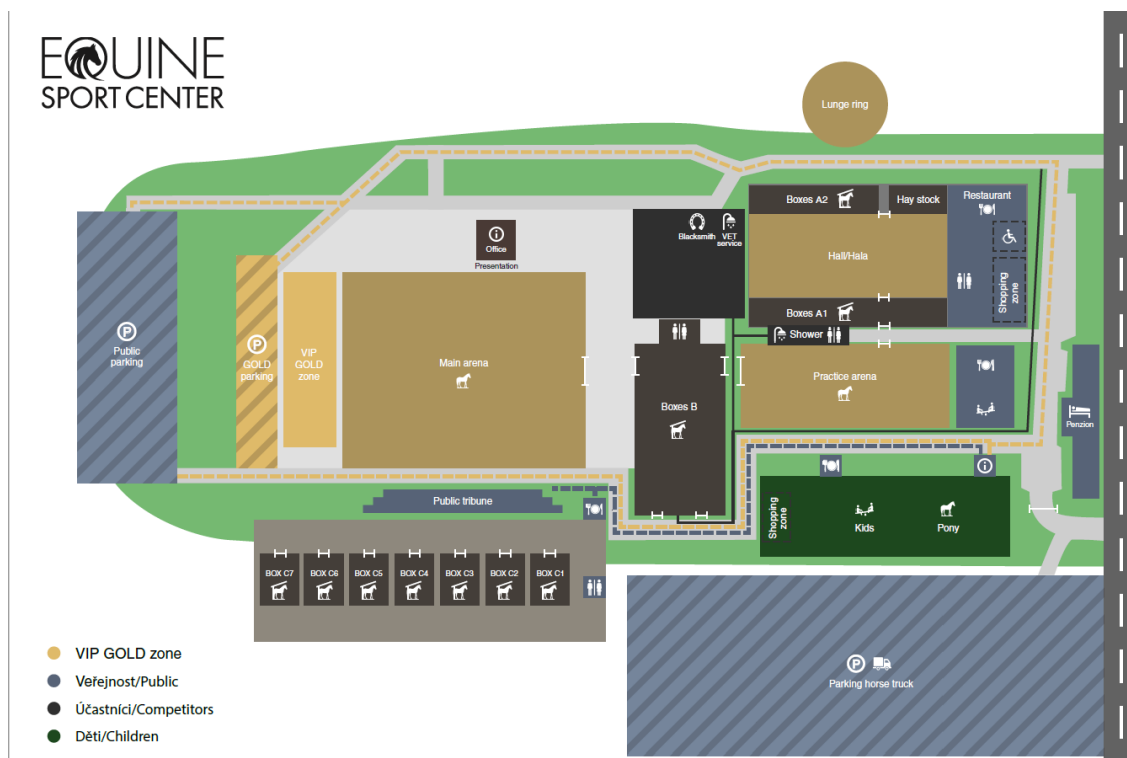 EQUINE
SPORT CENTER
Lunge ring
Boxes A2
Hay stock
Restaurant
Blacksmith
VET
service
Office
Presentation
Hall/Hala
Shopping
zone
Boxes A1
Shower
P
Public
parking
P
GOLD
parking
VIP
GOLD
zone
Main arena
Practice arena
Boxes B
Penzion
Public tribune
Shopping
zone
Kids
Pony
BOX C7
BOX C6
BOX C5
BOX C4
BOX C3
BOX C2
BOX C1
P
Parking horse truck
VIP GOLD zone
Veřejnost/Public
Účastníci/Competitors
Děti/Children